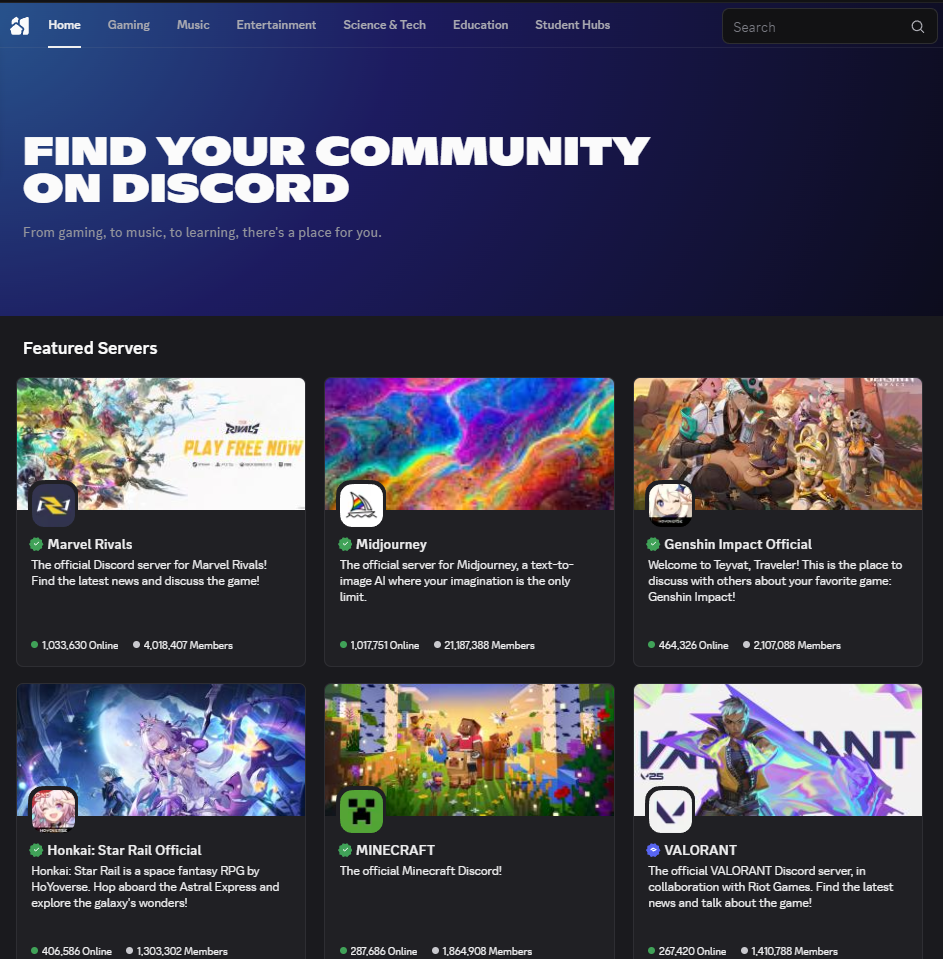 Home Gaming Music Entertainment Science & Tech Education Student Hubs Search
FIND YOUR COMMUNITY
ON DISCORD
From gaming, to music, to learning, there's a place for you.
Featured Servers
RIVALS
PLAY FREE NOW
GENSHIN
IMPACT
Marvel Rivals
The official Discord server for Marvel Rivals!
Find the latest news and discuss the game!
1,033,630 Online 4,018,407 Members
Midjourney
The official server for Midjourney, a text-to-
image AI where your imagination is the only
limit.
1,017,751 Online 21,187,388 Members
HOYOVERSE
Genshin Impact Official
Welcome to Teyvat, Traveler! This is the place to
discuss with others about your favorite game:
Genshin Impact!
464,326 Online 2,107,088 Members
HOYOVERSE
Honkai: Star Rail Official
Honkai: Star Rail is a space fantasy RPG by
HoYoverse. Hop aboard the Astral Express and
explore the galaxy's wonders!
406,586 Online 1,303,302 Members
MINECRAFT
The official Minecraft Discord!
287,686 Online 1,864,908 Members
V25
VALORANT
The official VALORANT Discord server, in
collaboration with Riot Games. Find the latest
news and talk about the game!
267,420 Online 1,410,788 Members